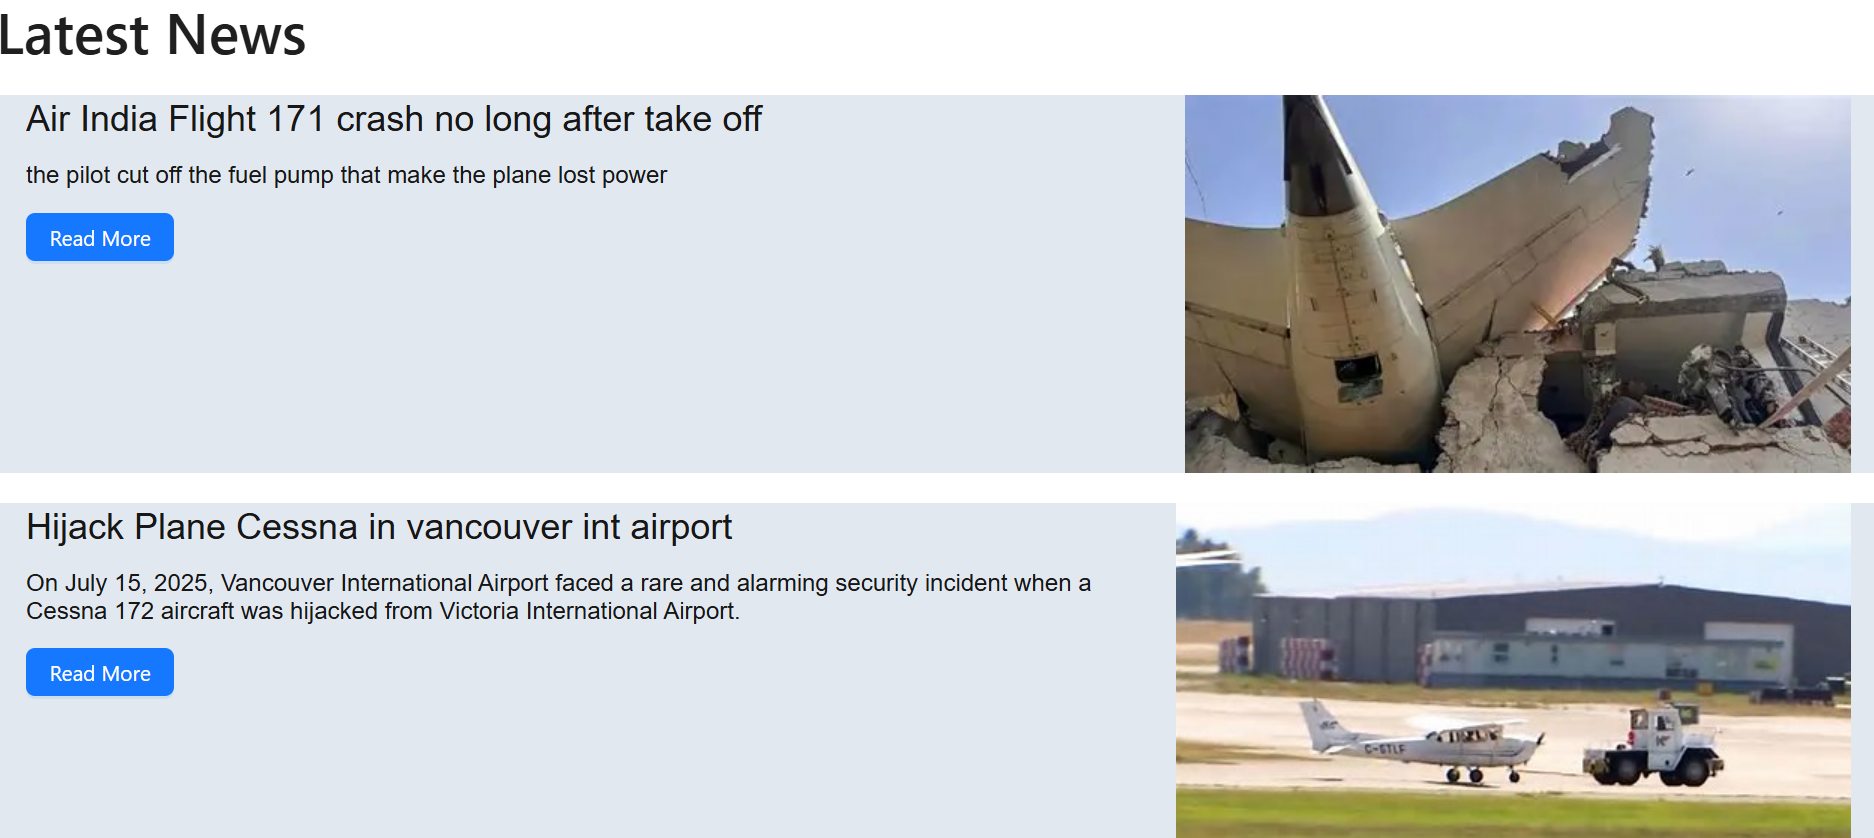 Latest News
Air India Flight 171 crash no long after take off
the pilot cut off the fuel pump that make the plane lost power
Read More
Hijack Plane Cessna in vancouver int airport
On July 15, 2025, Vancouver International Airport faced a rare and alarming security incident when a
Cessna 172 aircraft was hijacked from Victoria International Airport.
Read More
C-GTLF